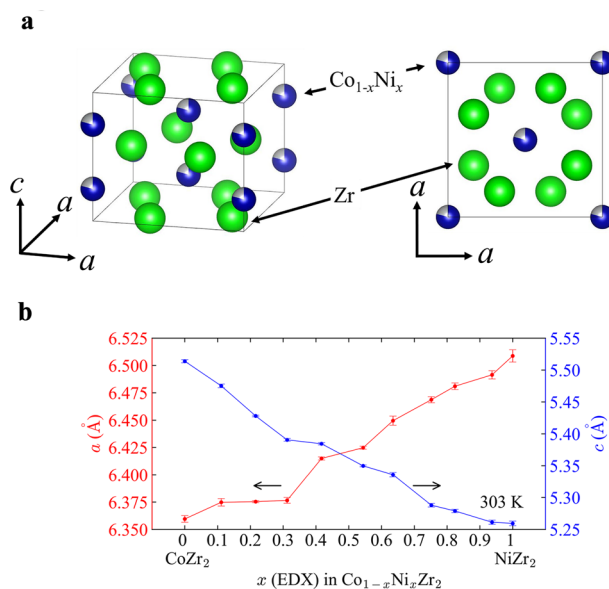 a
Co₁₋ₓNiₓ
Zr
c
a
a
a
a
b
6.525
6.500
6.475
6.450
6.425
6.400
6.375
6.350
a (Å)
5.55
5.50
5.45
5.40
5.35
5.30
5.25
c (Å)
303 K
0 0.1 0.2 0.3 0.4 0.5 0.6 0.7 0.8 0.9 1
CoZr₂ NiZr₂
x (EDX) in Co₁₋ₓNiₓZr₂